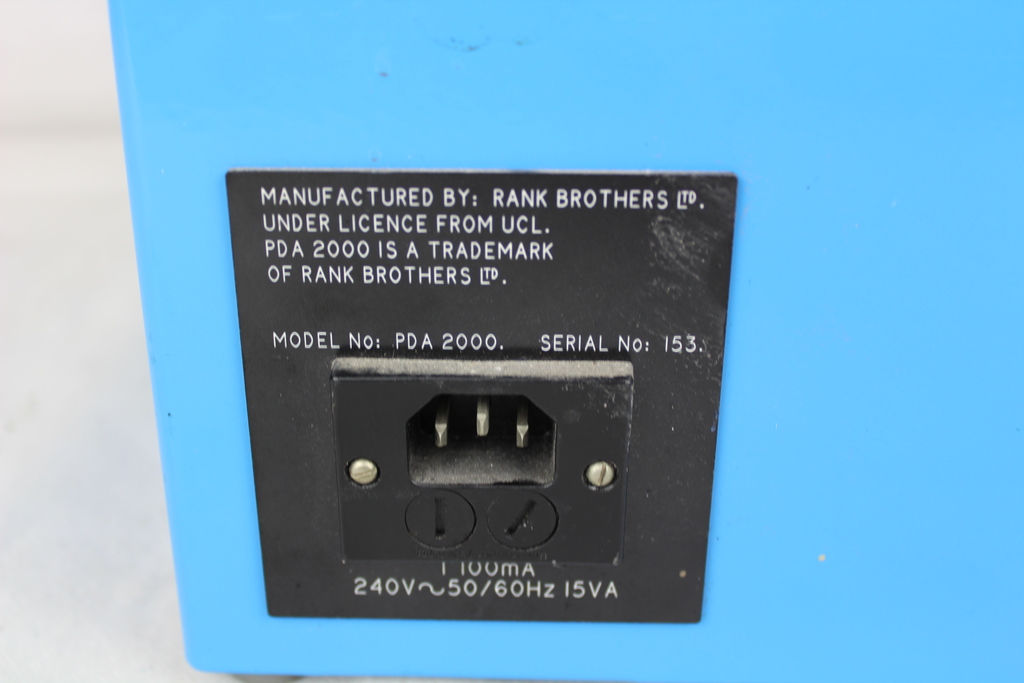 MANUFACTURED BY: RANK BROTHERS LTD.
UNDER LICENCE FROM UCL.
PDA 2000 IS A TRADEMARK
OF RANK BROTHERS LTD.
MODEL No: PDA 2000. SERIAL No: 153.
100mA
240V~50/60Hz 15VA